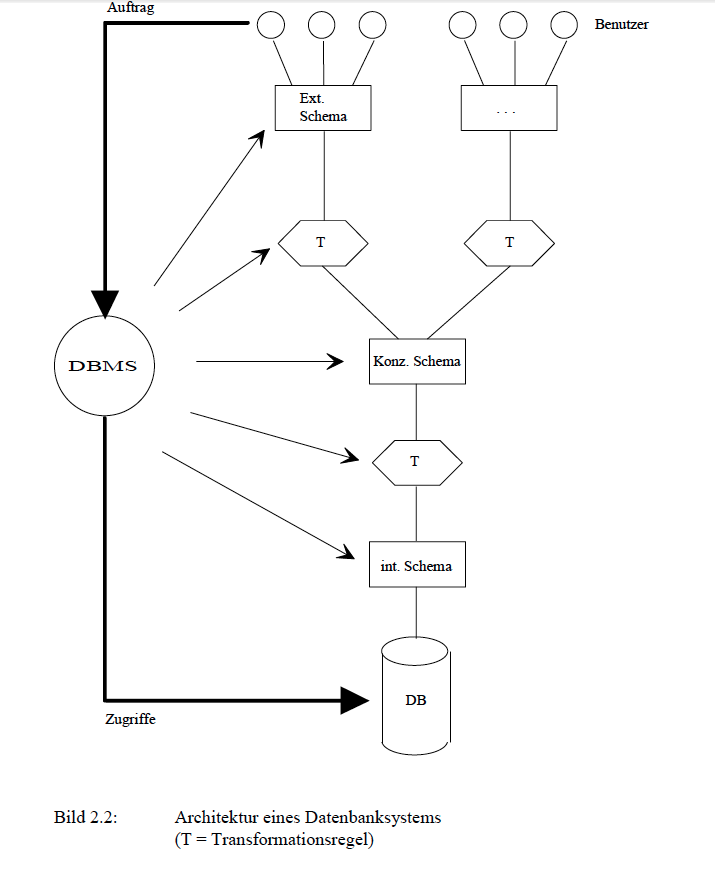 Auftrag
Benutzer
Ext.
Schema
. . .
T
T
DBMS
Konz. Schema
T
int. Schema
DB
Zugriffe
Bild 2.2: Architektur eines Datenbanksystems
(T = Transformationsregel)